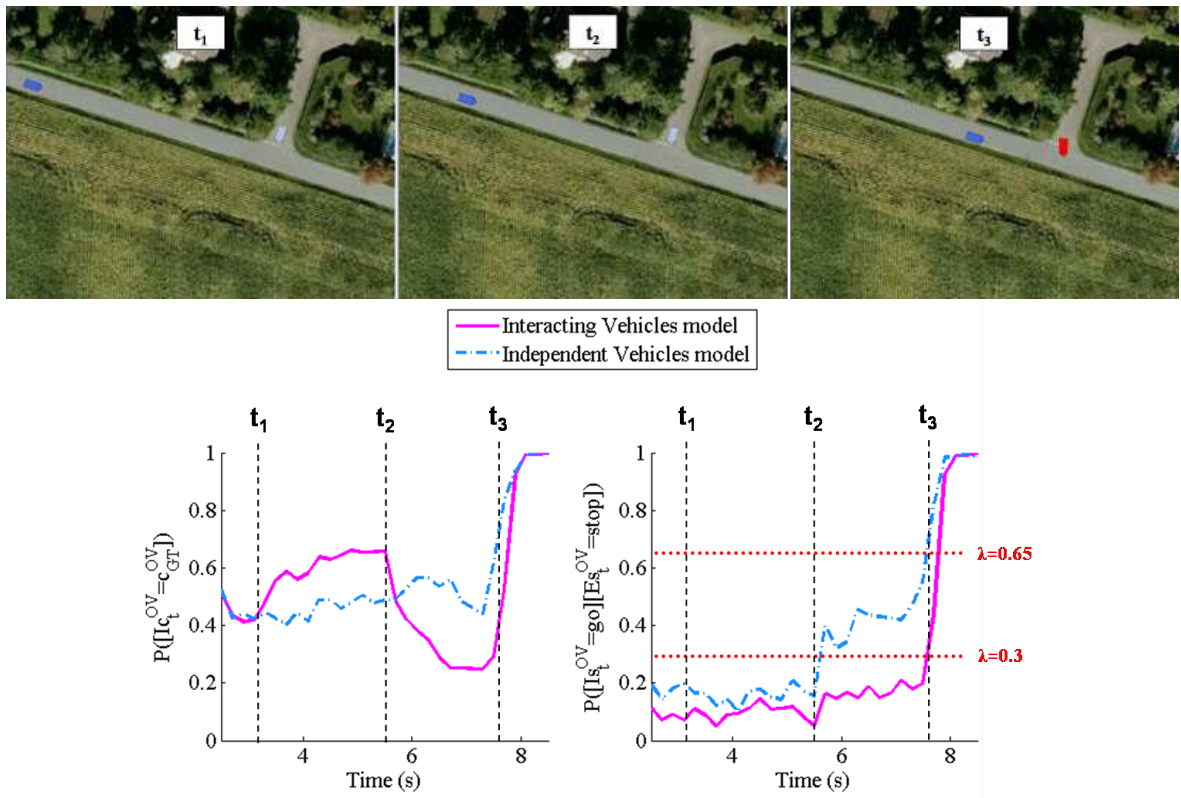 t₁
t₂
t₃
Interacting Vehicles model
Independent Vehicles model
t₁
t₂
t₃
P([Ic_t^OV=c_GT^OV])
1
0.8
0.6
0.4
0.2
0
4
6
8
Time (s)
t₁
t₂
t₃
P([Is_t^OV=go][Es_t^OV=stop])
1
0.8
0.6
0.4
0.2
0
λ=0.65
λ=0.3
4
6
8
Time (s)